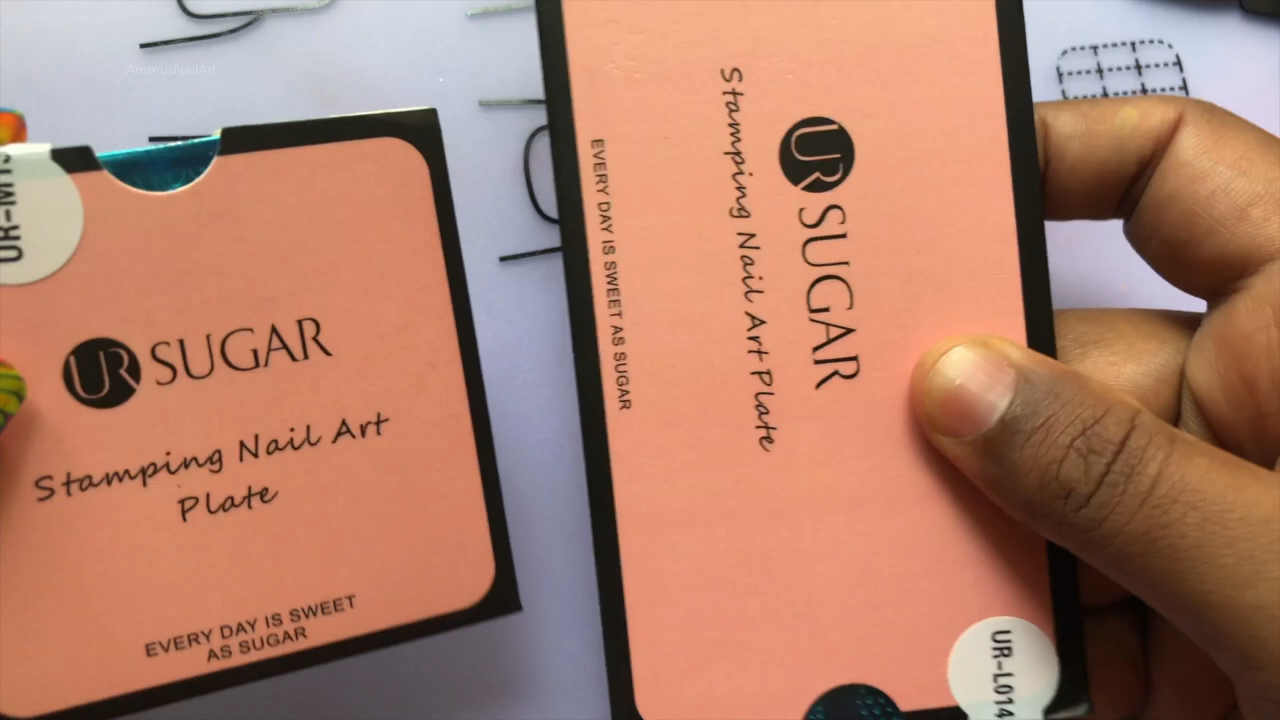 AmmusNailArt
UR SUGAR
Stamping Nail Art
Plate
EVERY DAY IS SWEET
AS SUGAR
UR SUGAR
Stamping Nail Art Plate
EVERY DAY IS SWEET AS SUGAR
UR-L014